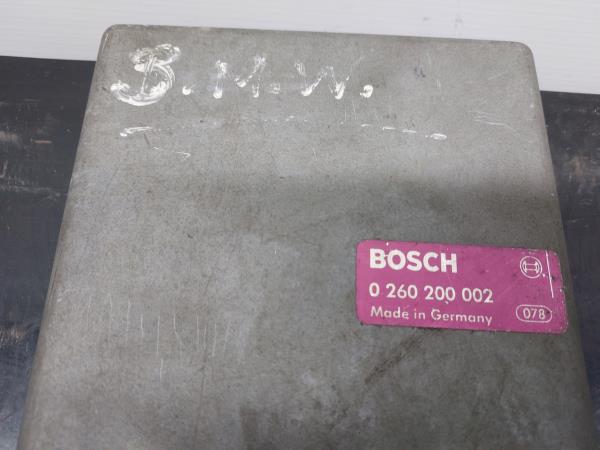 B.M.W.
BOSCH
0 260 200 002
Made in Germany 078